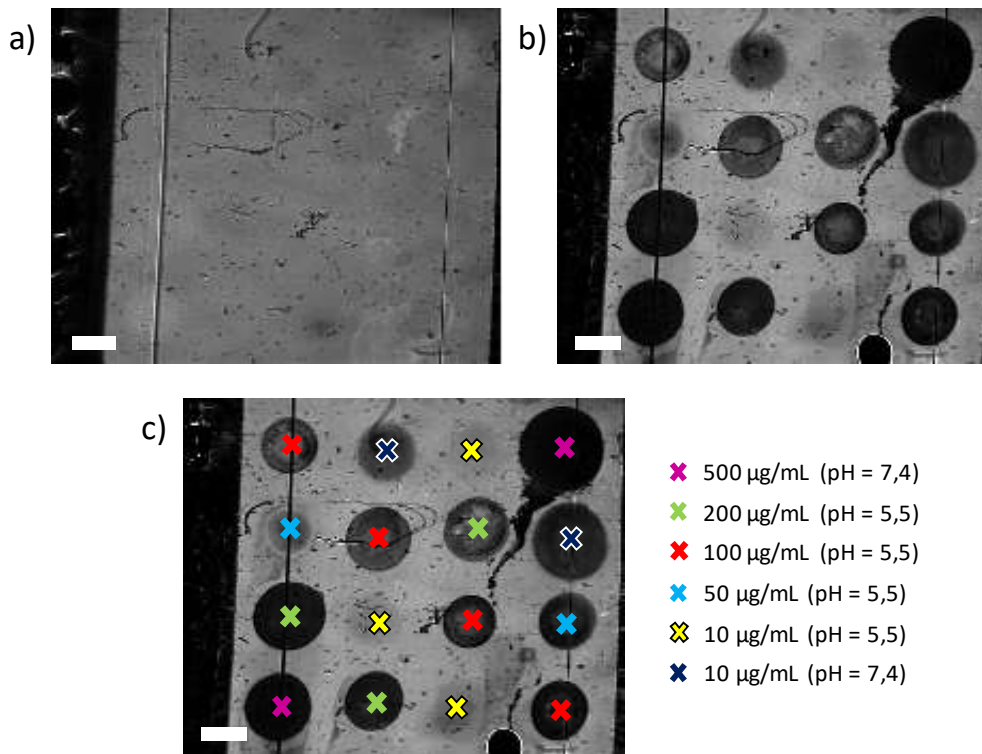 a)
b)
c)
500 µg/mL (pH = 7,4)
200 µg/mL (pH = 5,5)
100 µg/mL (pH = 5,5)
50 µg/mL (pH = 5,5)
10 µg/mL (pH = 5,5)
10 µg/mL (pH = 7,4)